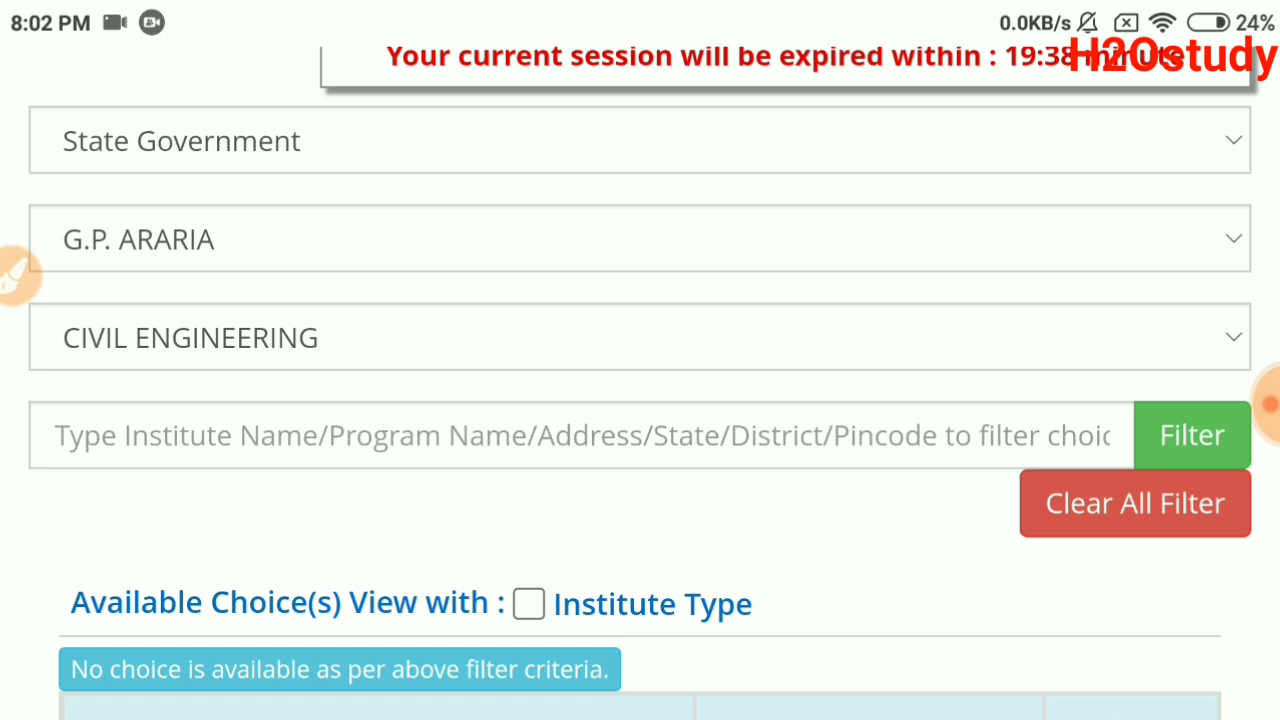 8:02 PM
0.0KB/s
24%
Your current session will be expired within : 19:38 minute
H2Ostudy
State Government
G.P. ARARIA
CIVIL ENGINEERING
Type Institute Name/Program Name/Address/State/District/Pincode to filter choic
Filter
Clear All Filter
Available Choice(s) View with : Institute Type
No choice is available as per above filter criteria.